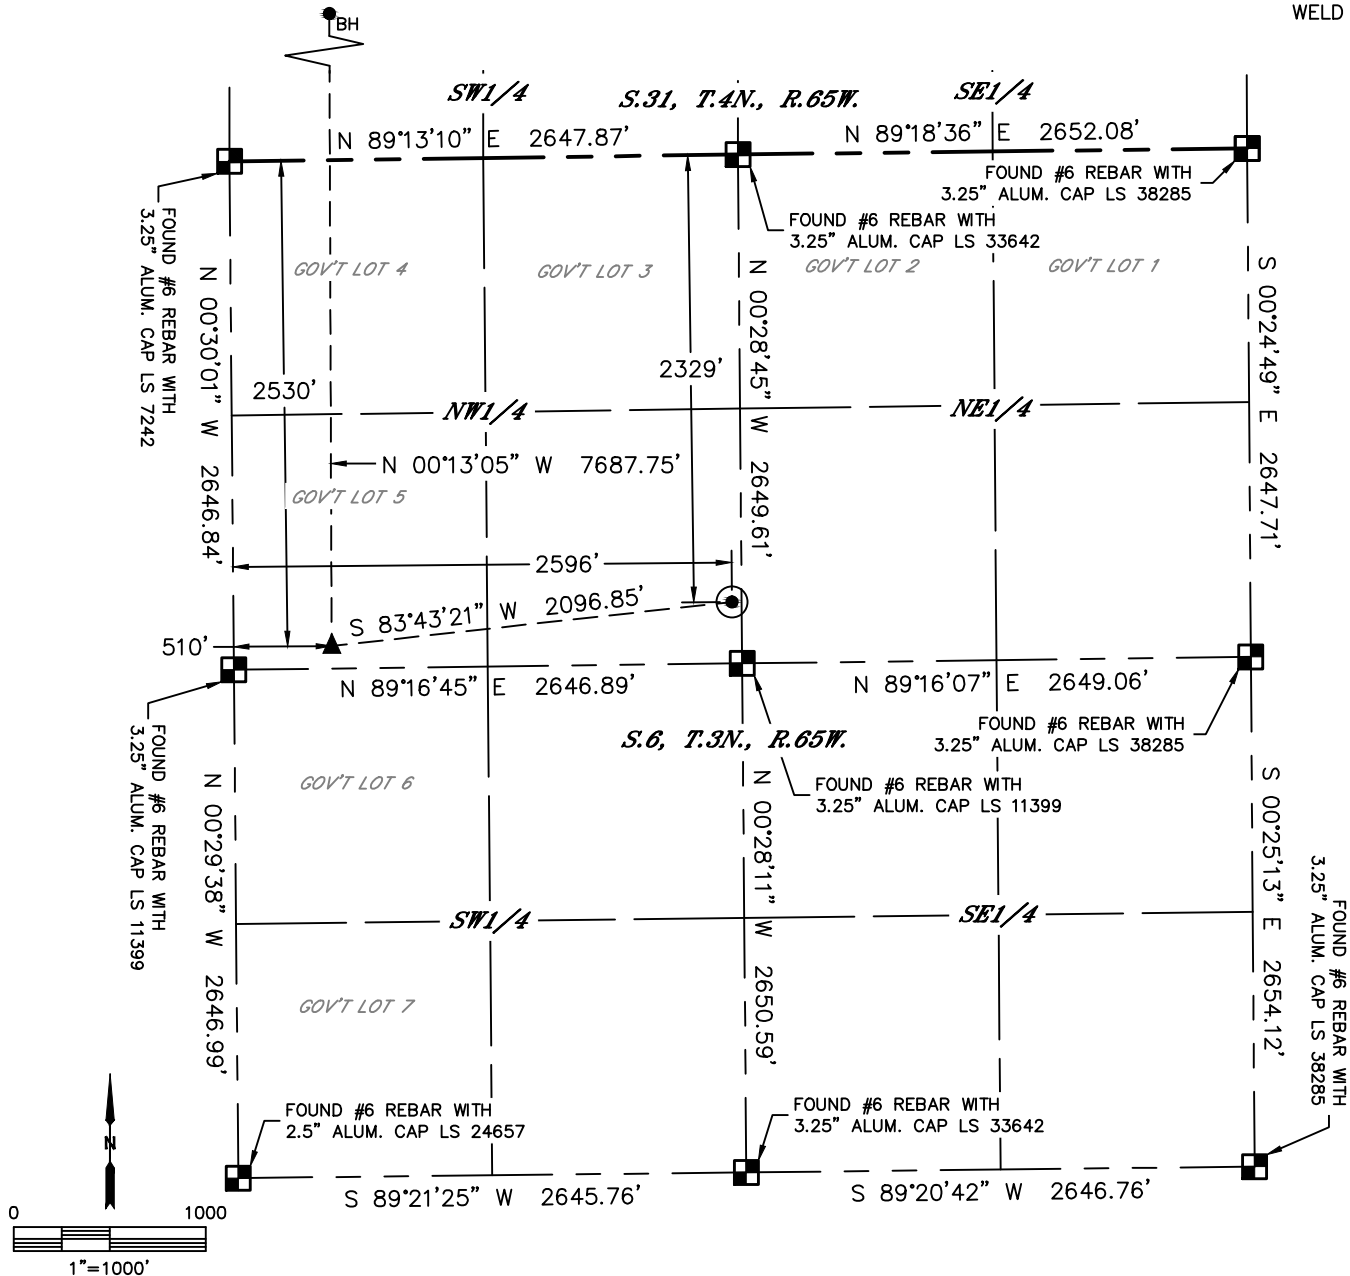 WELD
BH
SW1/4
S.31, T.4N., R.65W.
SE1/4
N 89°13'10" E 2647.87'
N 89°18'36" E 2652.08'
FOUND #6 REBAR WITH
3.25" ALUM. CAP LS 38285
FOUND #6 REBAR WITH
3.25" ALUM. CAP LS 33642
FOUND #6 REBAR WITH
3.25" ALUM. CAP LS 7242
GOV'T LOT 4
GOV'T LOT 3
GOV'T LOT 2
GOV'T LOT 1
N 00°30'01" W 2646.84'
N 00°28'45" W 2649.61'
S 00°24'49" E 2647.71'
2530'
2329'
NW1/4
NE1/4
N 00°13'05" W 7687.75'
GOV'T LOT 5
2596'
S 83°43'21" W 2096.85'
510'
N 89°16'45" E 2646.89'
N 89°16'07" E 2649.06'
FOUND #6 REBAR WITH
3.25" ALUM. CAP LS 38285
S.6, T.3N., R.65W.
FOUND #6 REBAR WITH
3.25" ALUM. CAP LS 11399
FOUND #6 REBAR WITH
3.25" ALUM. CAP LS 11399
GOV'T LOT 6
N 00°29'38" W 2646.99'
N 00°28'11" W 2650.59'
S 00°25'13" E 2654.12'
SW1/4
SE1/4
FOUND #6 REBAR WITH
3.25" ALUM. CAP LS 38285
GOV'T LOT 7
FOUND #6 REBAR WITH
2.5" ALUM. CAP LS 24657
FOUND #6 REBAR WITH
3.25" ALUM. CAP LS 33642
N
S 89°21'25" W 2645.76'
S 89°20'42" W 2646.76'
0 1000
1"=1000'